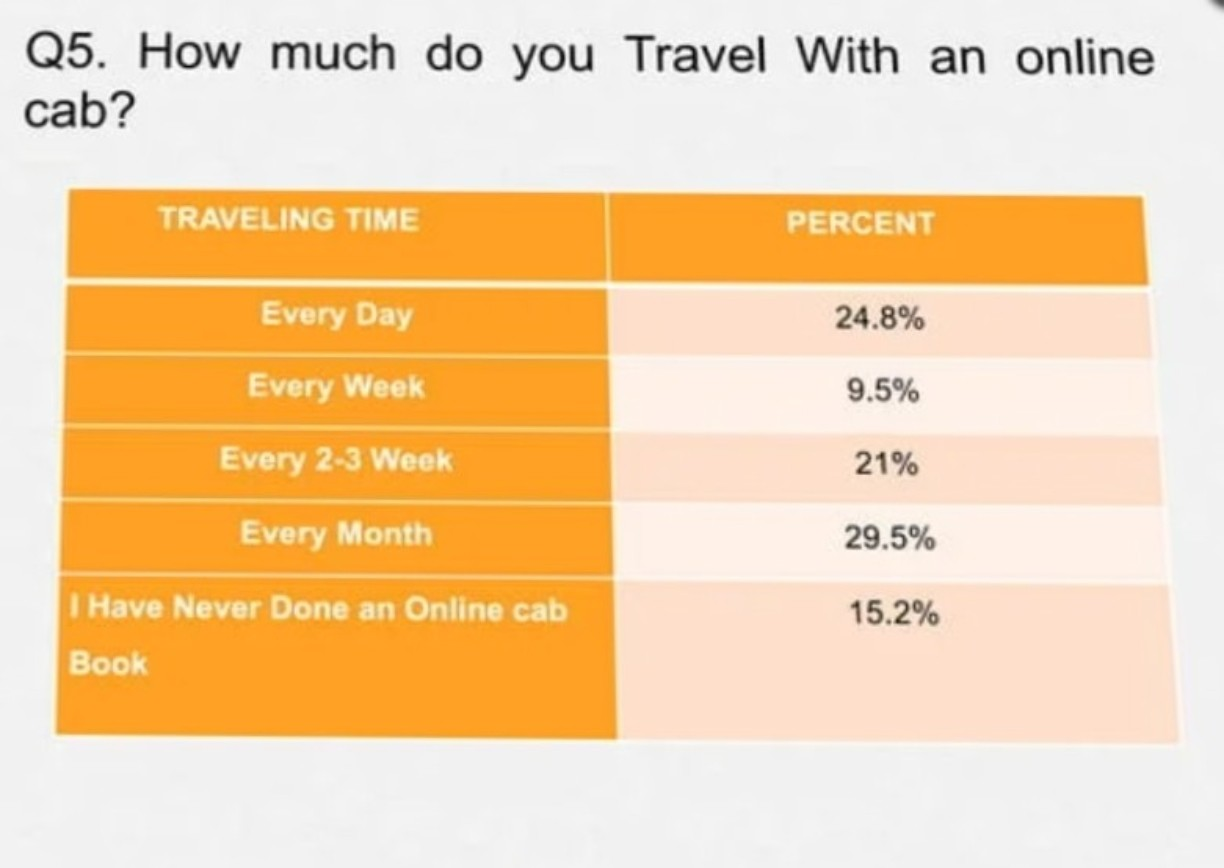 Q5. How much do you Travel With an online
cab?
TRAVELING TIME PERCENT
Every Day 24.8%
Every Week 9.5%
Every 2-3 Week 21%
Every Month 29.5%
I Have Never Done an Online cab 15.2%
Book